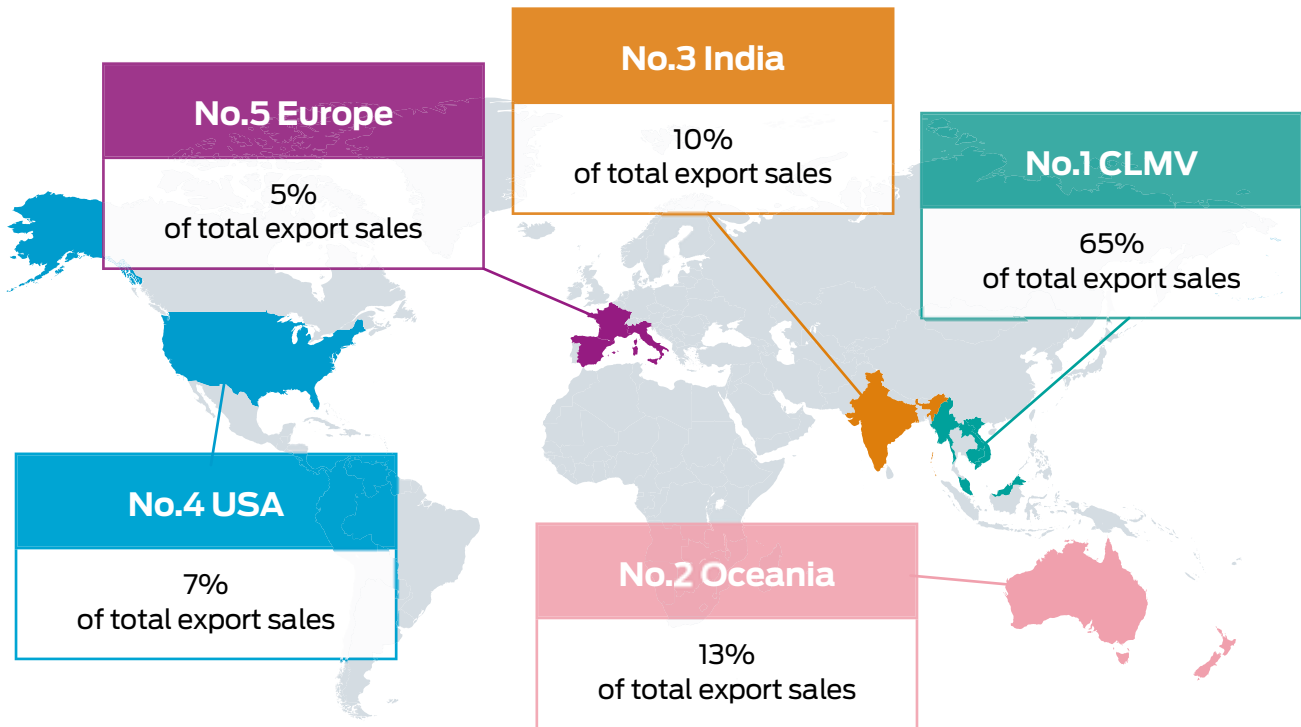 No.3 India
10%
of total export sales
No.5 Europe
5%
of total export sales
No.1 CLMV
65%
of total export sales
No.4 USA
7%
of total export sales
No.2 Oceania
13%
of total export sales